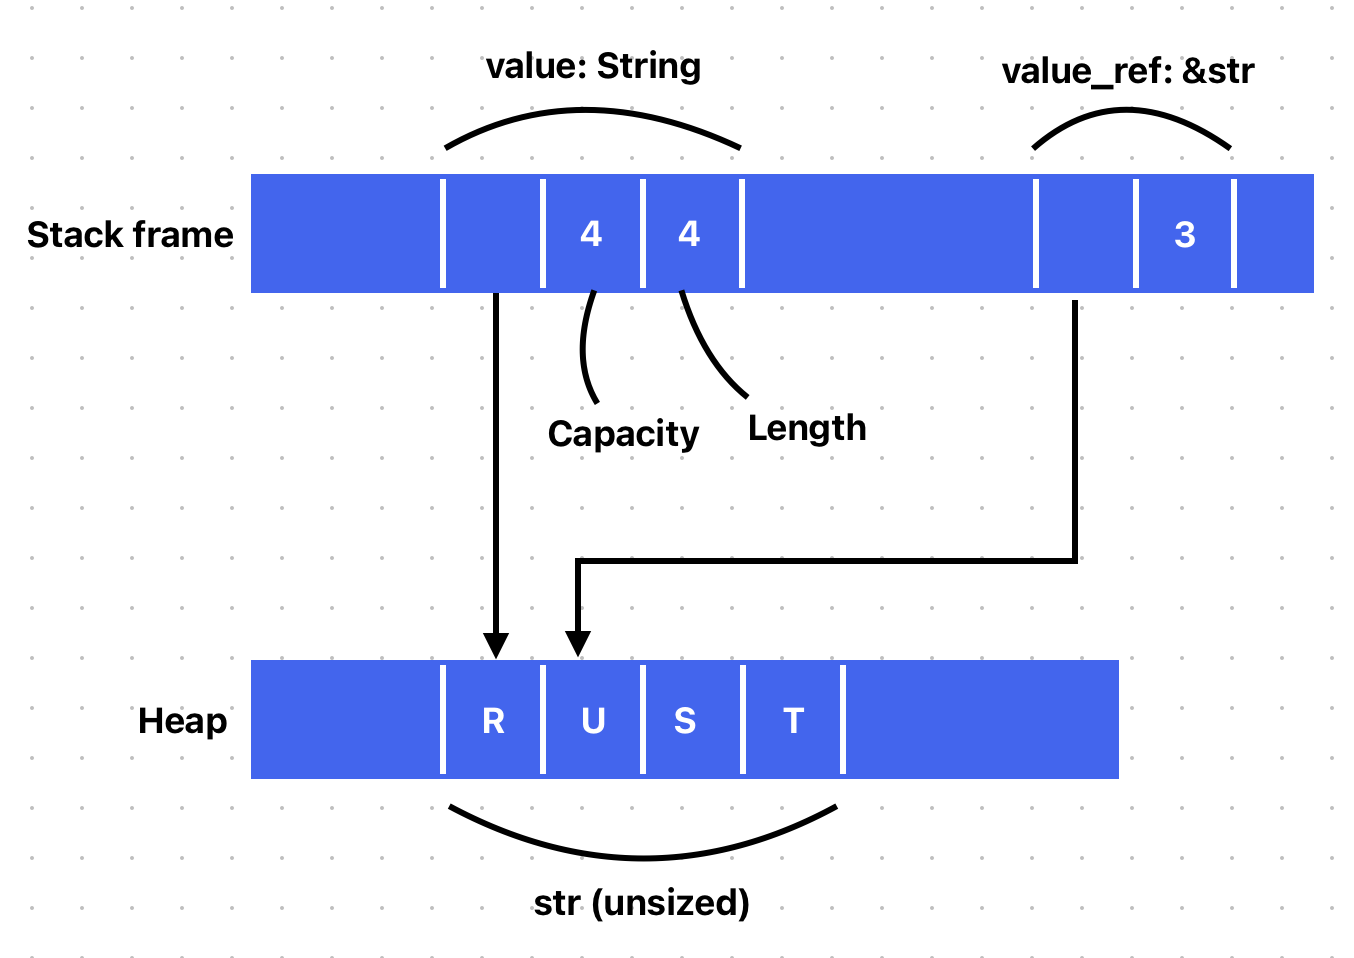 value: String
value_ref: &str
Stack frame
4
4
3
Capacity
Length
Heap
R
U
S
T
str (unsized)